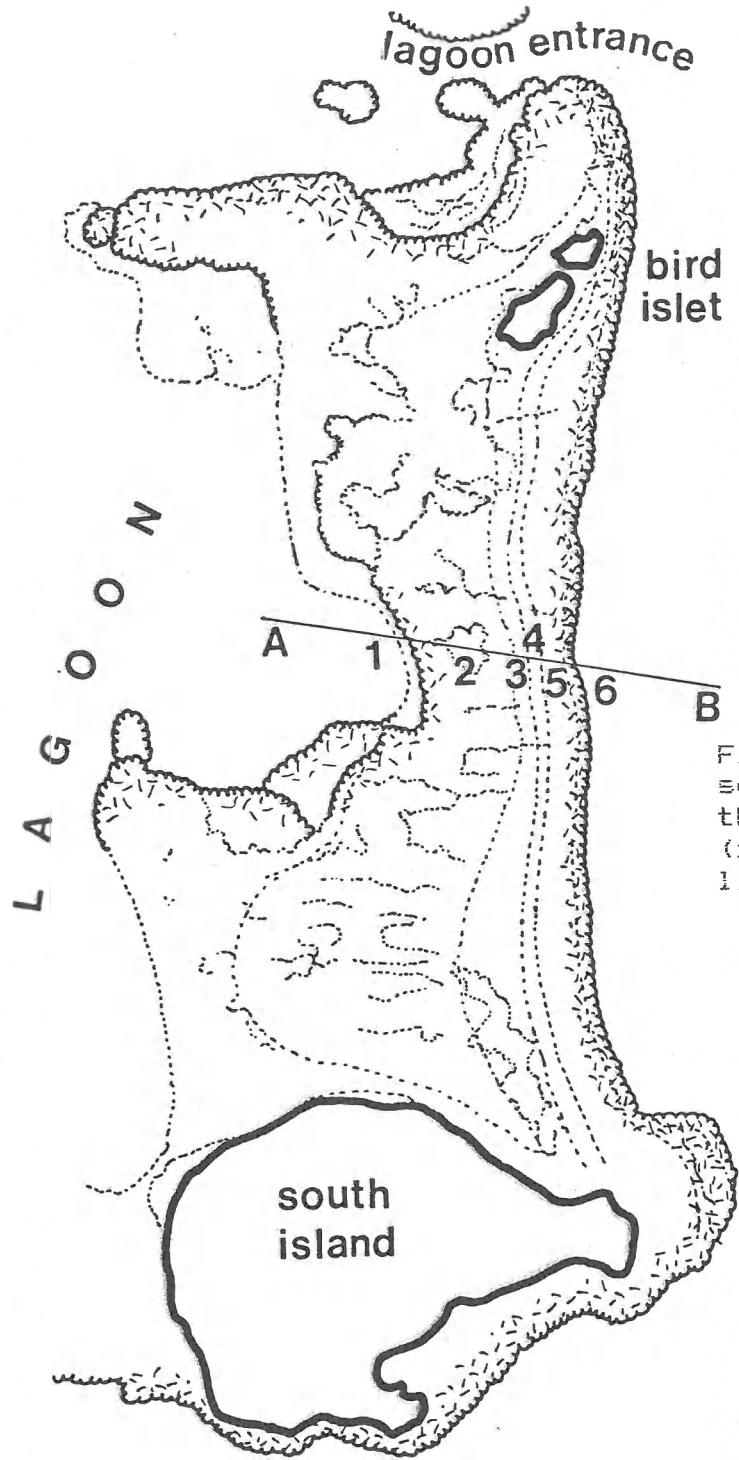 lagoon entrance
bird
islet
LAGOON
A 1 2 3 4 5 6 B
south
island